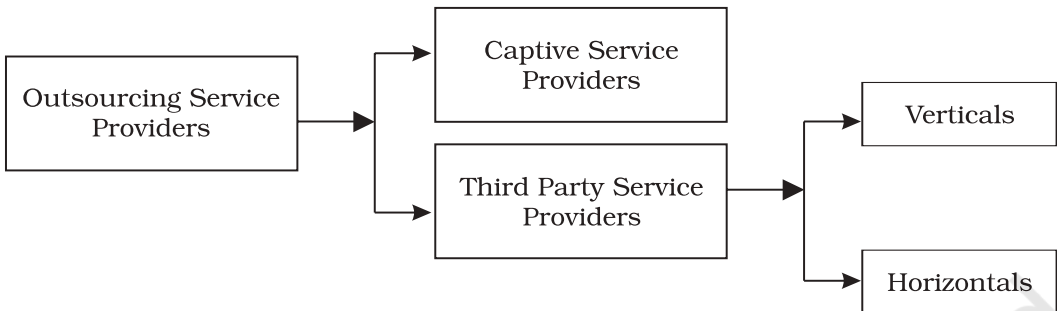 Outsourcing Service
Providers
Captive Service
Providers
Third Party Service
Providers
Verticals
Horizontals